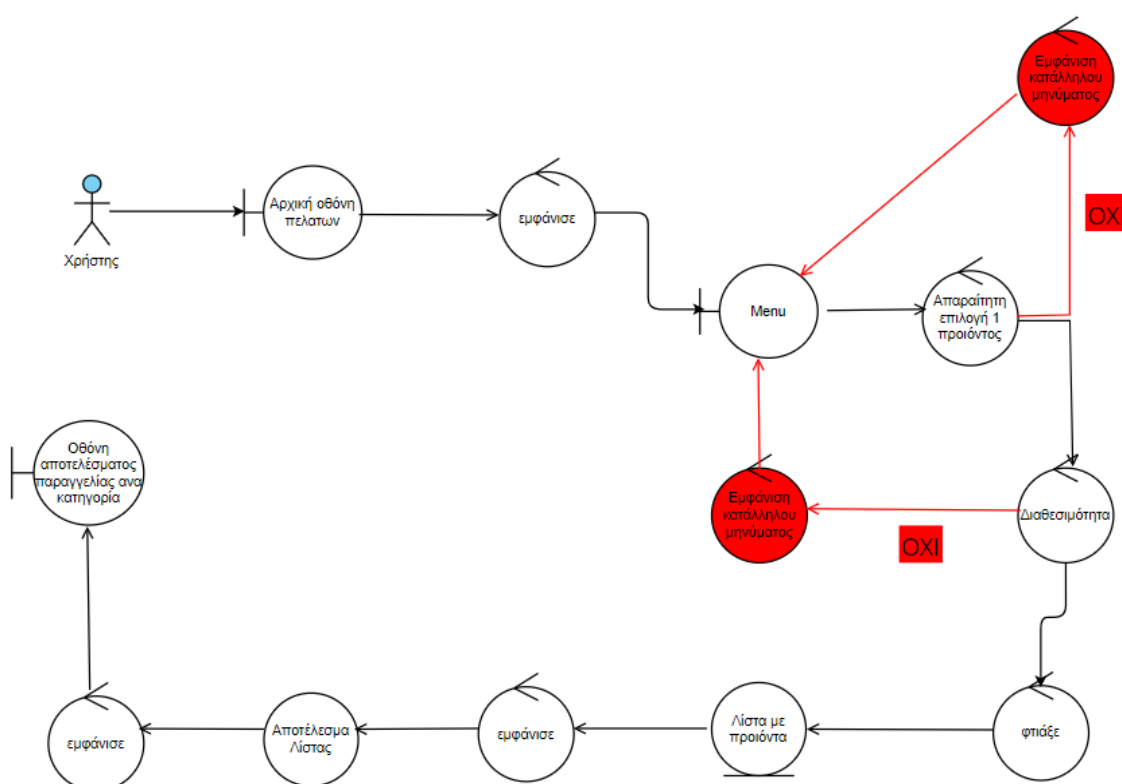 Εμφάνιση
κατάλληλου
μηνύματος
ΟΧΙ
Αρχική οθόνη
πελατων
εμφάνισε
Χρήστης
Menu
Απαραίτητη
επιλογή 1
προιόντος
Οθόνη
αποτελέσματος
παραγγελίας ανα
κατηγορία
Εμφάνιση
κατάλληλου
μηνύματος
ΟΧΙ
Διαθεσιμότητα
εμφάνισε
Αποτέλεσμα
Λίστας
εμφάνισε
Λίστα με
προιόντα
φτιάξε